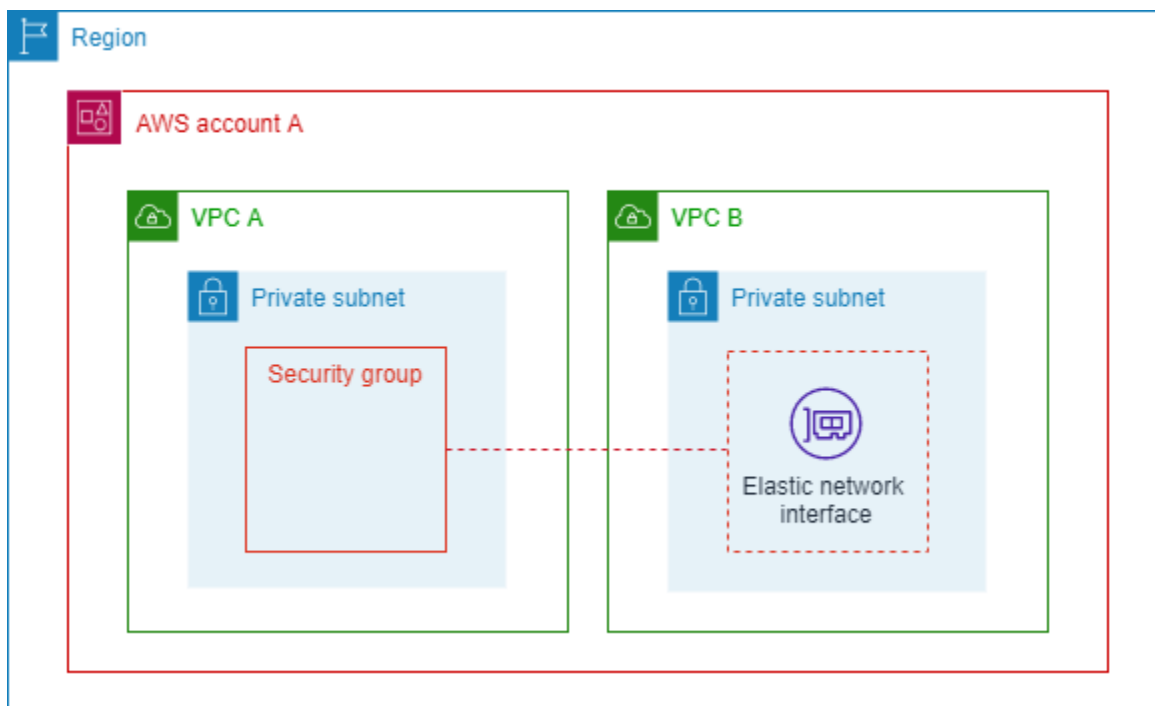 Region
AWS account A
VPC A
VPC B
Private subnet
Private subnet
Security group
Elastic network
interface